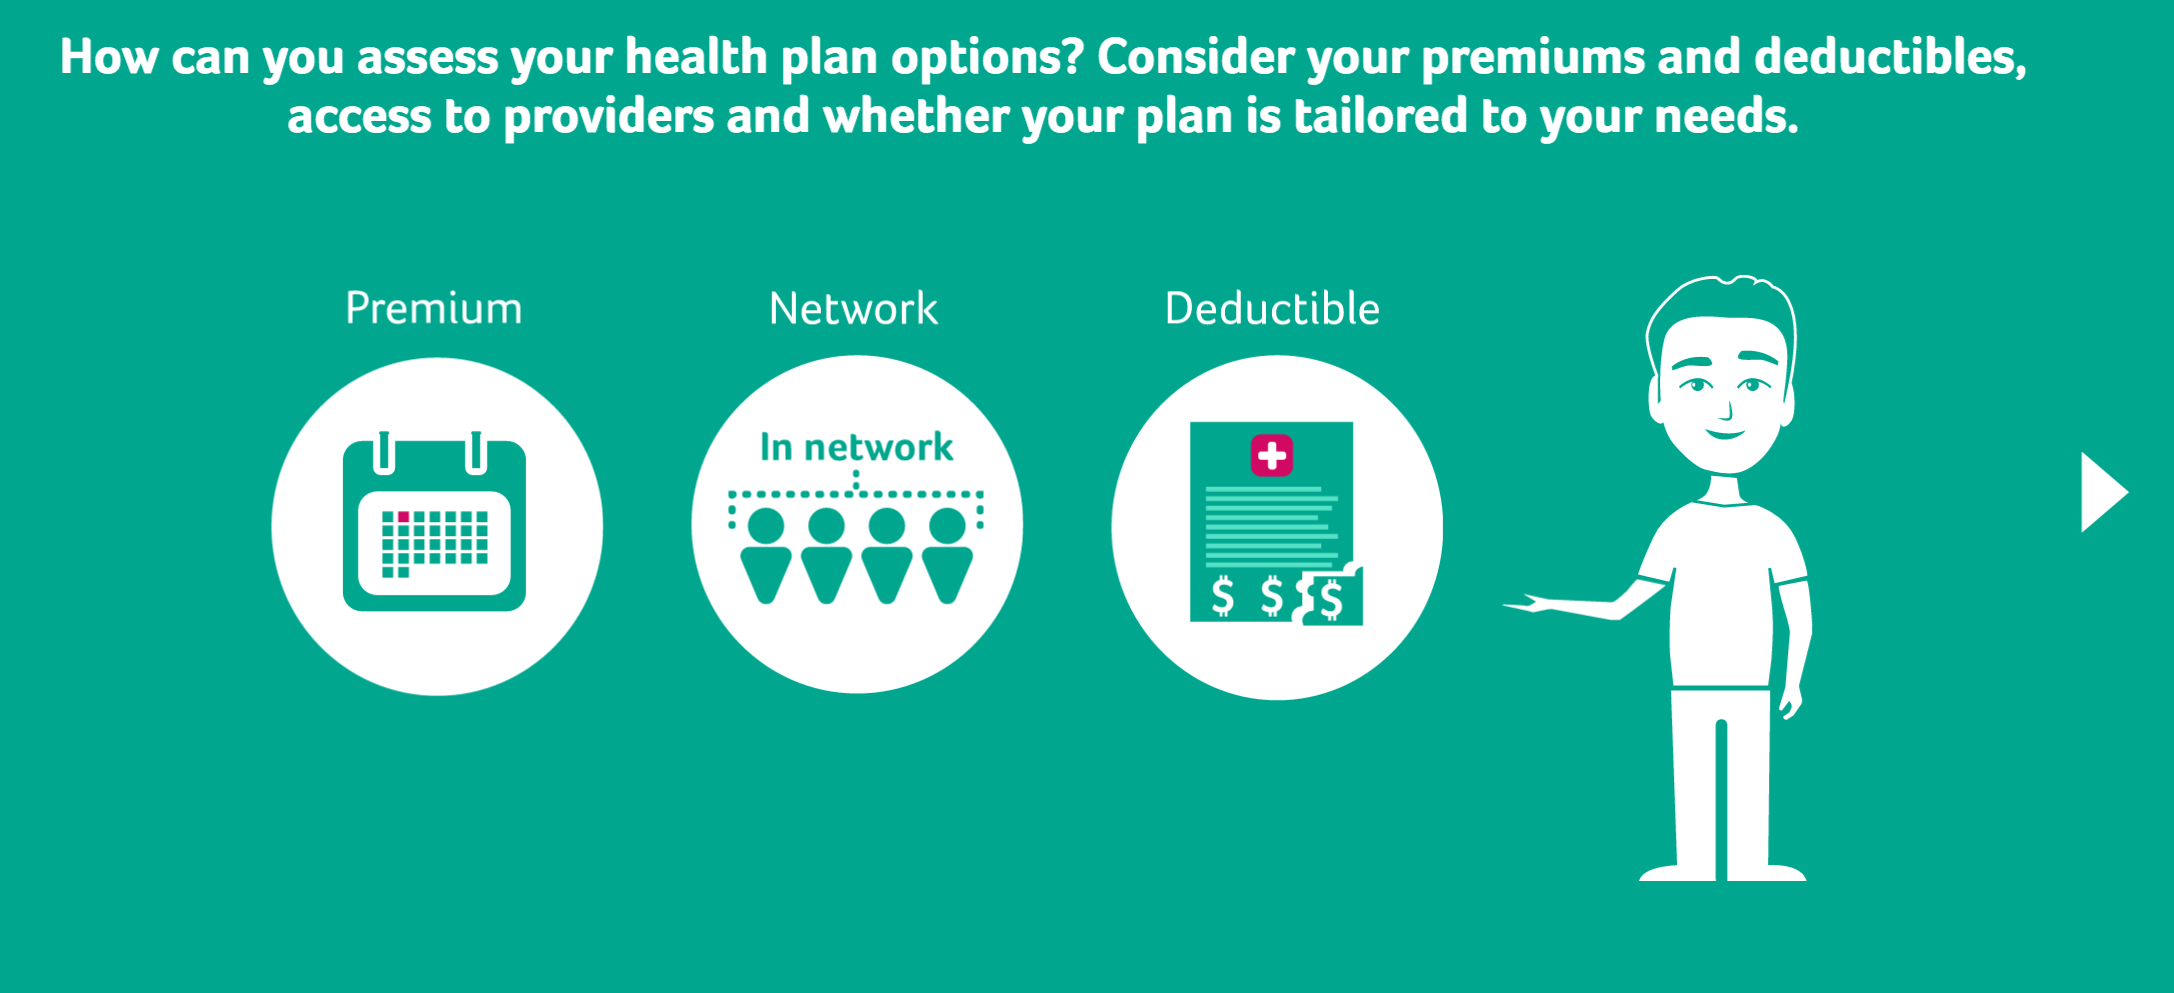 How can you assess your health plan options? Consider your premiums and deductibles,
access to providers and whether your plan is tailored to your needs.
Premium
Network
Deductible
In network
$ $ $